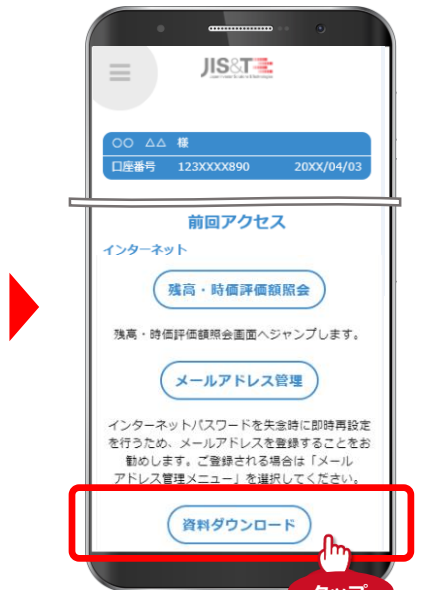 JIS&T
〇〇 △△ 様
口座番号 123XXXX890 20XX/04/03
前回アクセス
インターネット
残高・時価評価額照会
残高・時価評価額照会画面へジャンプします。
メールアドレス管理
インターネットパスワードを失念時に即時再設定
を行うため、メールアドレスを登録することをお
勧めします。ご登録される場合は「メール
アドレス管理メニュー」を選択してください。
資料ダウンロード
タップ